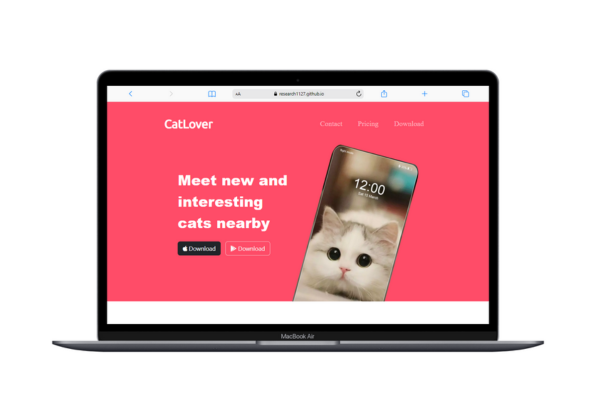 AA
research1127.github.io
CatLover
Contact Pricing Download
12:00
Meet new and
interesting
cats nearby
Download Download
MacBook Air